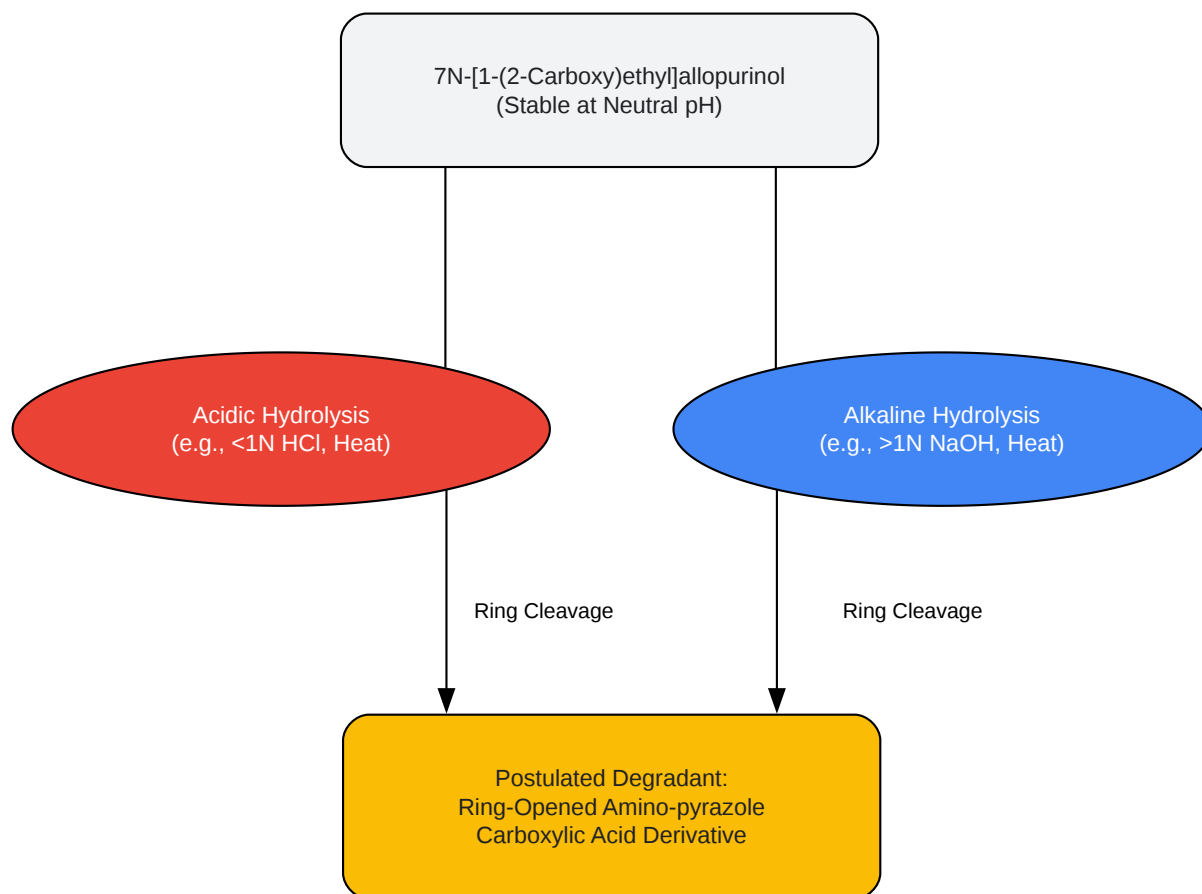 7N-[1-(2-Carboxy)ethyl]allopurinol
(Stable at Neutral pH)
Acidic Hydrolysis
(e.g., <1N HCl, Heat)
Alkaline Hydrolysis
(e.g., >1N NaOH, Heat)
Ring Cleavage
Ring Cleavage
Postulated Degradant:
Ring-Opened Amino-pyrazole
Carboxylic Acid Derivative